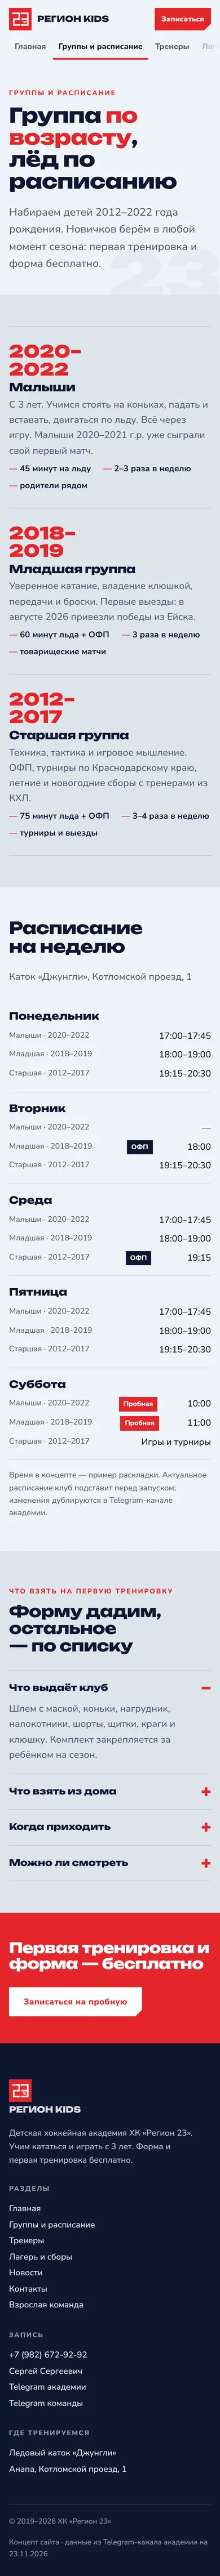 23 РЕГИОН KIDS
Записаться
Главная Группы и расписание Тренеры Лаг
ГРУППЫ И РАСПИСАНИЕ
Группа по
возрасту,
лёд по
расписанию
Набираем детей 2012–2022 года
рождения. Новичков берём в любой
момент сезона: первая тренировка и
форма бесплатно.
23
2020–
2022
Малыши
С 3 лет. Учимся стоять на коньках, падать и
вставать, двигаться по льду. Всё через
игру. Малыши 2020–2021 г.р. уже сыграли
свой первый матч.
— 45 минут на льду — 2–3 раза в неделю
— родители рядом
2018–
2019
Младшая группа
Уверенное катание, владение клюшкой,
передачи и броски. Первые выезды: в
августе 2026 привезли победы из Ейска.
— 60 минут льда + ОФП — 3 раза в неделю
— товарищеские матчи
2012–
2017
Старшая группа
Техника, тактика и игровое мышление.
ОФП, турниры по Краснодарскому краю,
летние и новогодние сборы с тренерами из
КХЛ.
— 75 минут льда + ОФП — 3–4 раза в неделю
— турниры и выезды
Расписание
на неделю
Каток «Джунгли», Котломской проезд, 1
Понедельник
Малыши · 2020–2022 17:00–17:45
Младшая · 2018–2019 18:00–19:00
Старшая · 2012–2017 19:15–20:30
Вторник
Малыши · 2020–2022 —
Младшая · 2018–2019 ОФП 18:00
Старшая · 2012–2017 19:15–20:30
Среда
Малыши · 2020–2022 17:00–17:45
Младшая · 2018–2019 18:00–19:00
Старшая · 2012–2017 ОФП 19:15
Пятница
Малыши · 2020–2022 17:00–17:45
Младшая · 2018–2019 18:00–19:00
Старшая · 2012–2017 19:15–20:30
Суббота
Малыши · 2020–2022 Пробная 10:00
Младшая · 2018–2019 Пробная 11:00
Старшая · 2012–2017 Игры и турниры
Время в концепте — пример раскладки. Актуальное
расписание клуб подставит перед запуском;
изменения дублируются в Telegram-канале
академии.
ЧТО ВЗЯТЬ НА ПЕРВУЮ ТРЕНИРОВКУ
Форму дадим,
остальное
— по списку
Что выдаёт клуб −
Шлем с маской, коньки, нагрудник,
налокотники, шорты, щитки, краги и
клюшку. Комплект закрепляется за
ребёнком на сезон.
Что взять из дома +
Когда приходить +
Можно ли смотреть +
Первая тренировка и
форма — бесплатно
Записаться на пробную
23
РЕГИОН KIDS
Детская хоккейная академия ХК «Регион 23».
Учим кататься и играть с 3 лет. Форма и
первая тренировка бесплатно.
РАЗДЕЛЫ
Главная
Группы и расписание
Тренеры
Лагерь и сборы
Новости
Контакты
Взрослая команда
ЗАПИСЬ
+7 (982) 672-92-92
Сергей Сергеевич
Telegram академии
Telegram команды
ГДЕ ТРЕНИРУЕМСЯ
Ледовый каток «Джунгли»
Анапа, Котломской проезд, 1
© 2019–2026 ХК «Регион 23»
Концепт сайта · данные из Telegram-канала академии на
23.11.2026